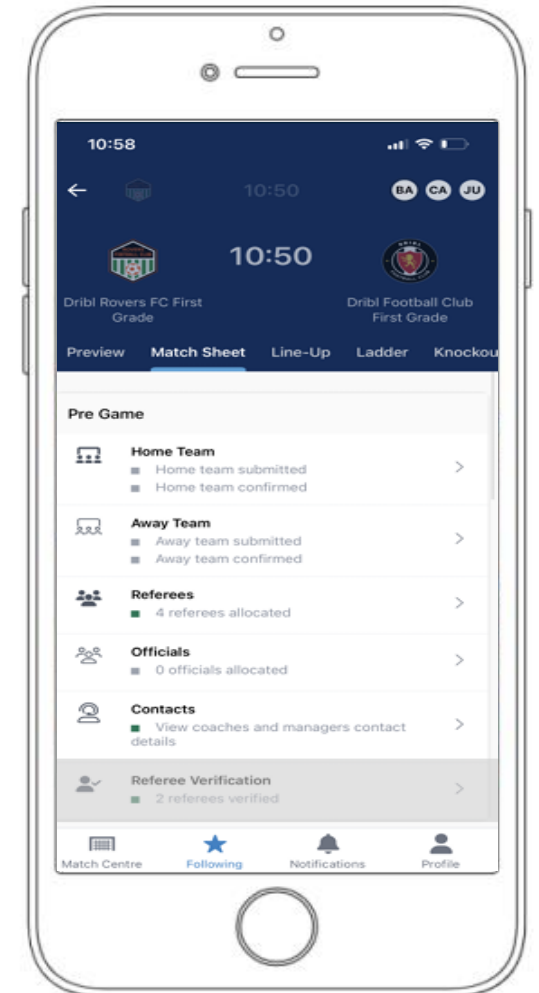 10:58
10:50
BA CA JU
10:50
Dribl Rovers FC First
Grade
Dribl Football Club
First Grade
Preview Match Sheet Line-Up Ladder Knockou
Pre Game
Home Team
Home team submitted
Home team confirmed
Away Team
Away team submitted
Away team confirmed
Referees
4 referees allocated
Officials
0 officials allocated
Contacts
View coaches and managers contact
details
Referee Verification
2 referees verified
Match Centre Following Notifications Profile